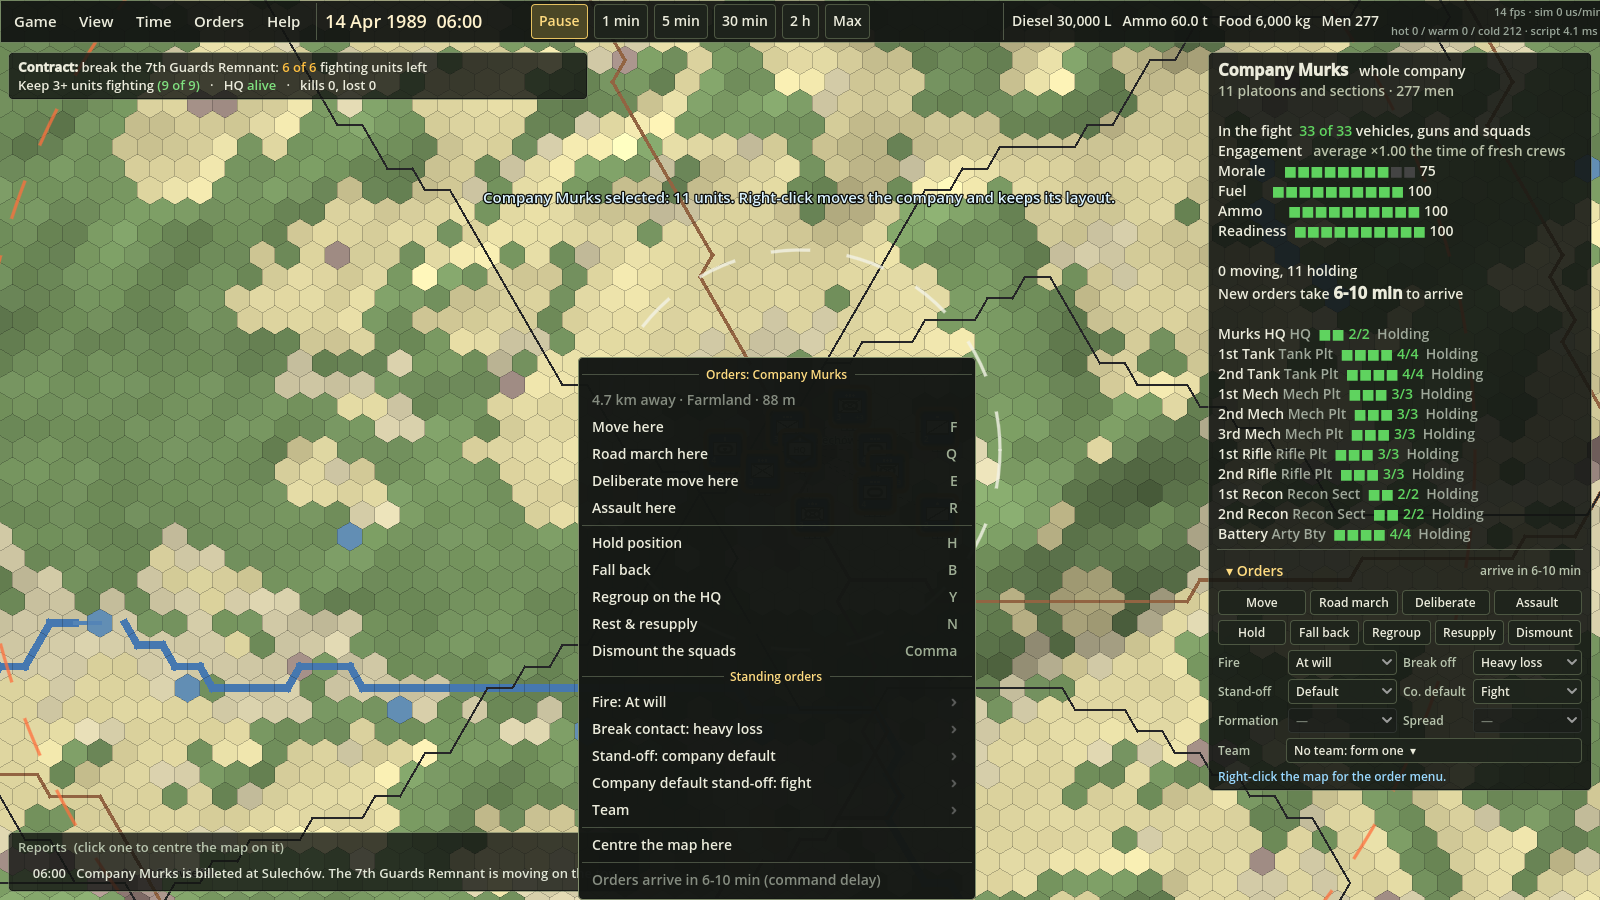 Game View Time Orders Help 14 Apr 1989 06:00 Pause 1 min 5 min 30 min 2 h Max Diesel 30,000 L Ammo 60.0 t Food 6,000 kg Men 277
14 fps · sim 0 us/min
hot 0 / warm 0 / cold 212 · script 4.1 ms
Contract: break the 7th Guards Remnant: 6 of 6 fighting units left
Keep 3+ units fighting (9 of 9) · HQ alive · kills 0, lost 0
Company Murks selected: 11 units. Right-click moves the company and keeps its layout.
Orders: Company Murks
4.7 km away · Farmland · 88 m
Move here F
Road march here Q
Deliberate move here E
Assault here R
Hold position H
Fall back B
Regroup on the HQ Y
Rest & resupply N
Dismount the squads Comma
Standing orders
Fire: At will ›
Break contact: heavy loss ›
Stand-off: company default ›
Company default stand-off: fight ›
Team ›
Centre the map here
Orders arrive in 6-10 min (command delay)
Company Murks whole company
11 platoons and sections · 277 men
In the fight 33 of 33 vehicles, guns and squads
Engagement average ×1.00 the time of fresh crews
Morale 75
Fuel 100
Ammo 100
Readiness 100
0 moving, 11 holding
New orders take 6-10 min to arrive
Murks HQ HQ 2/2 Holding
1st Tank Tank Plt 4/4 Holding
2nd Tank Tank Plt 4/4 Holding
1st Mech Mech Plt 3/3 Holding
2nd Mech Mech Plt 3/3 Holding
3rd Mech Mech Plt 3/3 Holding
1st Rifle Rifle Plt 3/3 Holding
2nd Rifle Rifle Plt 3/3 Holding
1st Recon Recon Sect 2/2 Holding
2nd Recon Recon Sect 2/2 Holding
Battery Arty Bty 4/4 Holding
▾ Orders arrive in 6-10 min
Move Road march Deliberate Assault
Hold Fall back Regroup Resupply Dismount
Fire At will Break off Heavy loss
Stand-off Default Co. default Fight
Formation — Spread —
Team No team: form one ▾
Right-click the map for the order menu.
Reports (click one to centre the map on it)
06:00 Company Murks is billeted at Sulechów. The 7th Guards Remnant is moving on